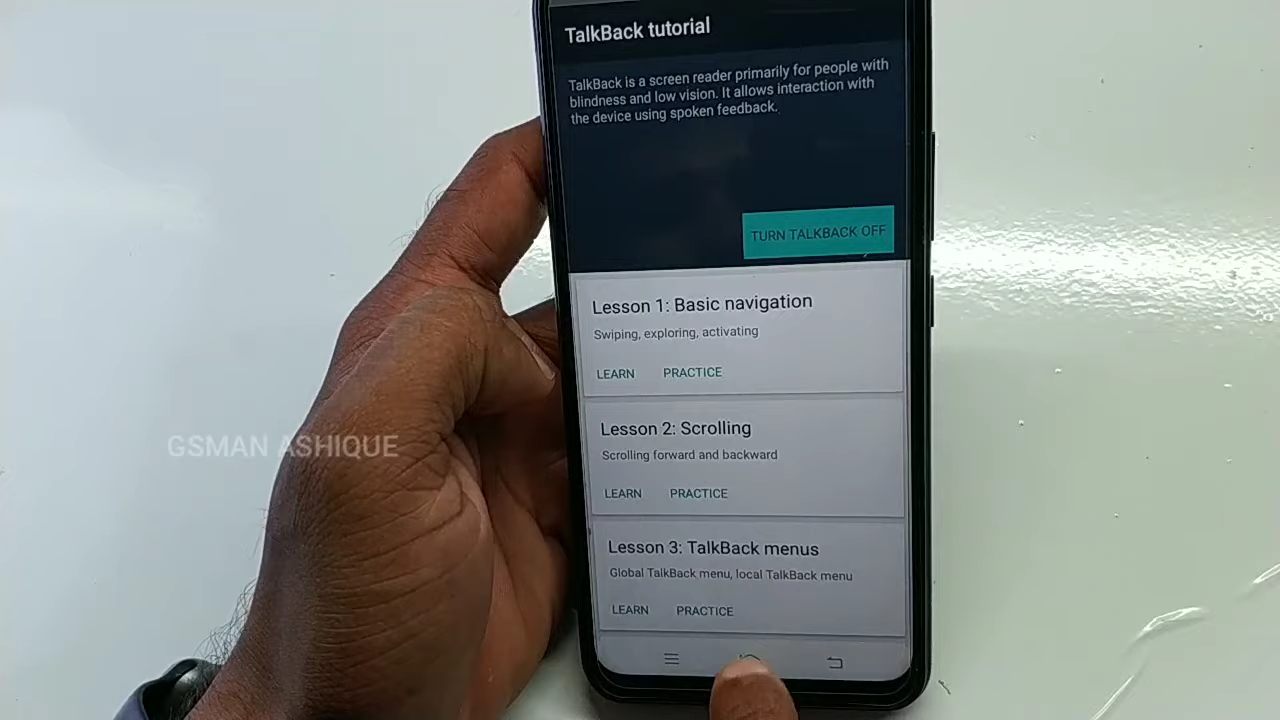 TalkBack tutorial
TalkBack is a screen reader primarily for people with
blindness and low vision. It allows interaction with
the device using spoken feedback.
TURN TALKBACK OFF
Lesson 1: Basic navigation
Swiping, exploring, activating
LEARN PRACTICE
Lesson 2: Scrolling
Scrolling forward and backward
LEARN PRACTICE
Lesson 3: TalkBack menus
Global TalkBack menu, local TalkBack menu
LEARN PRACTICE
GSMAN ASHIQUE